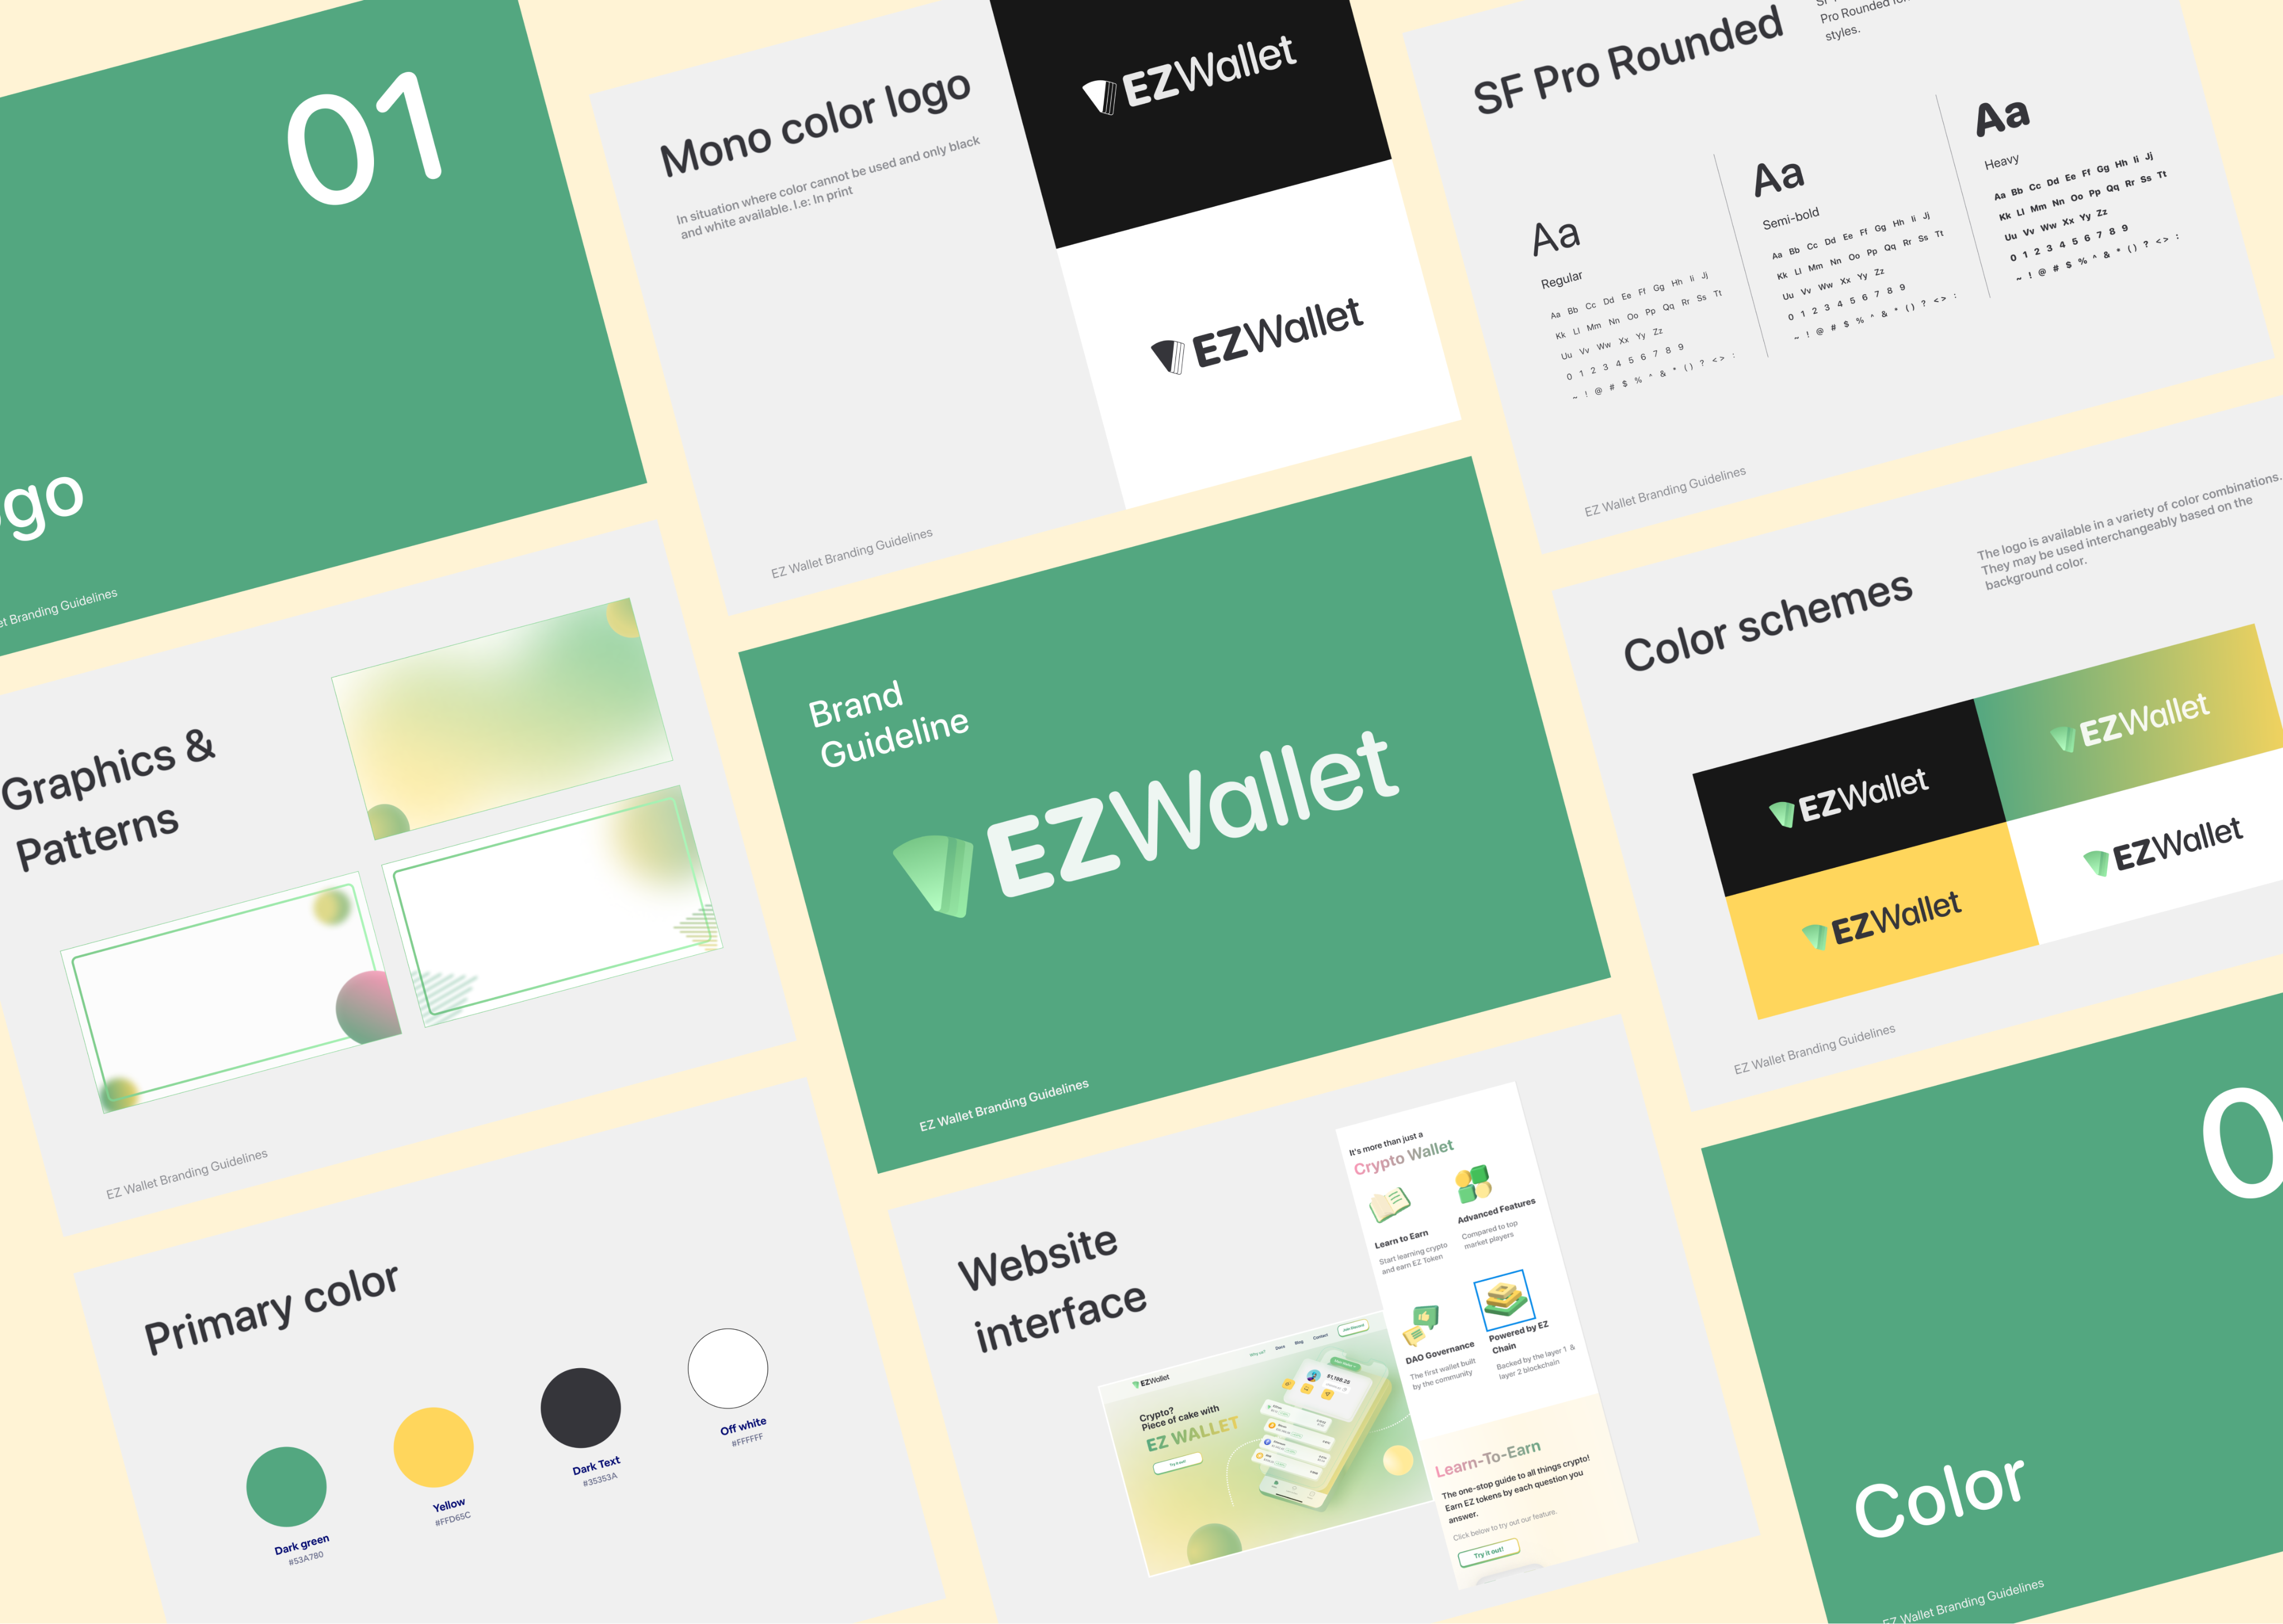 01
go
et Branding Guidelines
Mono color logo
In situation where color cannot be used and only black
and white available. I.e: In print
EZWallet
EZWallet
EZ Wallet Branding Guidelines
SF Pro Rounded
styles.
Aa
Regular
Aa Bb Cc Dd Ee Ff Gg Hh Ii Jj
Kk Ll Mm Nn Oo Pp Qq Rr Ss Tt
Uu Vv Ww Xx Yy Zz
0 1 2 3 4 5 6 7 8 9
~ ! @ # $ % ^ & * ( ) ? < > :
Aa
Semi-bold
Aa Bb Cc Dd Ee Ff Gg Hh Ii Jj
Kk Ll Mm Nn Oo Pp Qq Rr Ss Tt
Uu Vv Ww Xx Yy Zz
0 1 2 3 4 5 6 7 8 9
~ ! @ # $ % ^ & * ( ) ? < > :
Aa
Heavy
Aa Bb Cc Dd Ee Ff Gg Hh Ii Jj
Kk Ll Mm Nn Oo Pp Qq Rr Ss Tt
Uu Vv Ww Xx Yy Zz
0 1 2 3 4 5 6 7 8 9
~ ! @ # $ % ^ & * ( ) ? < > :
EZ Wallet Branding Guidelines
Graphics &
Patterns
EZ Wallet Branding Guidelines
Brand
Guideline
EZWallet
EZ Wallet Branding Guidelines
Color schemes
The logo is available in a variety of color combinations.
They may be used interchangeably based on the
background color.
EZWallet
EZWallet
EZWallet
EZWallet
EZ Wallet Branding Guidelines
Primary color
Dark green
#53A780
Yellow
#FFD65C
Dark Text
#35353A
Off white
#FFFFFF
Website
interface
EZWallet
Why us? Docs Blog Contact
Crypto?
Piece of cake with
EZ WALLET
Try it out!
$1,190.25
It's more than just a
Crypto Wallet
Learn to Earn
Start learning crypto
and earn EZ Token
Advanced Features
Compared to top
market players
DAO Governance
The first wallet built
by the community
Powered by EZ
Chain
Backed by the layer 1 &
layer 2 blockchain
Learn-To-Earn
The one-stop guide to all things crypto!
Earn EZ tokens by each question you
answer.
Click below to try out our feature.
Try it out!
0
Color
EZ Wallet Branding Guidelines